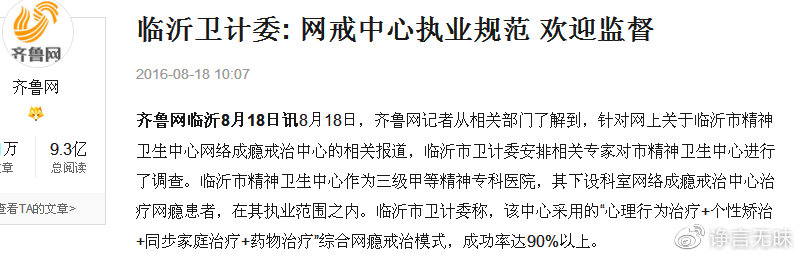 齐鲁网
齐鲁网
万
9.3亿
章
总阅读
查看TA的文章>
临沂卫计委: 网戒中心执业规范 欢迎监督
2016-08-18 10:07
齐鲁网临沂8月18日讯8月18日，齐鲁网记者从相关部门了解到，针对网上关于临沂市精神
卫生中心网络成瘾戒治中心的相关报道，临沂市卫计委安排相关专家对市精神卫生中心进行
了调查。临沂市精神卫生中心作为三级甲等精神专科医院，其下设科室网络成瘾戒治中心治
疗网瘾患者，在其执业范围之内。临沂市卫计委称，该中心采用的“心理行为治疗+个性矫治
+同步家庭治疗+药物治疗”综合网瘾戒治模式，成功率达90%以上。
诤言无昧